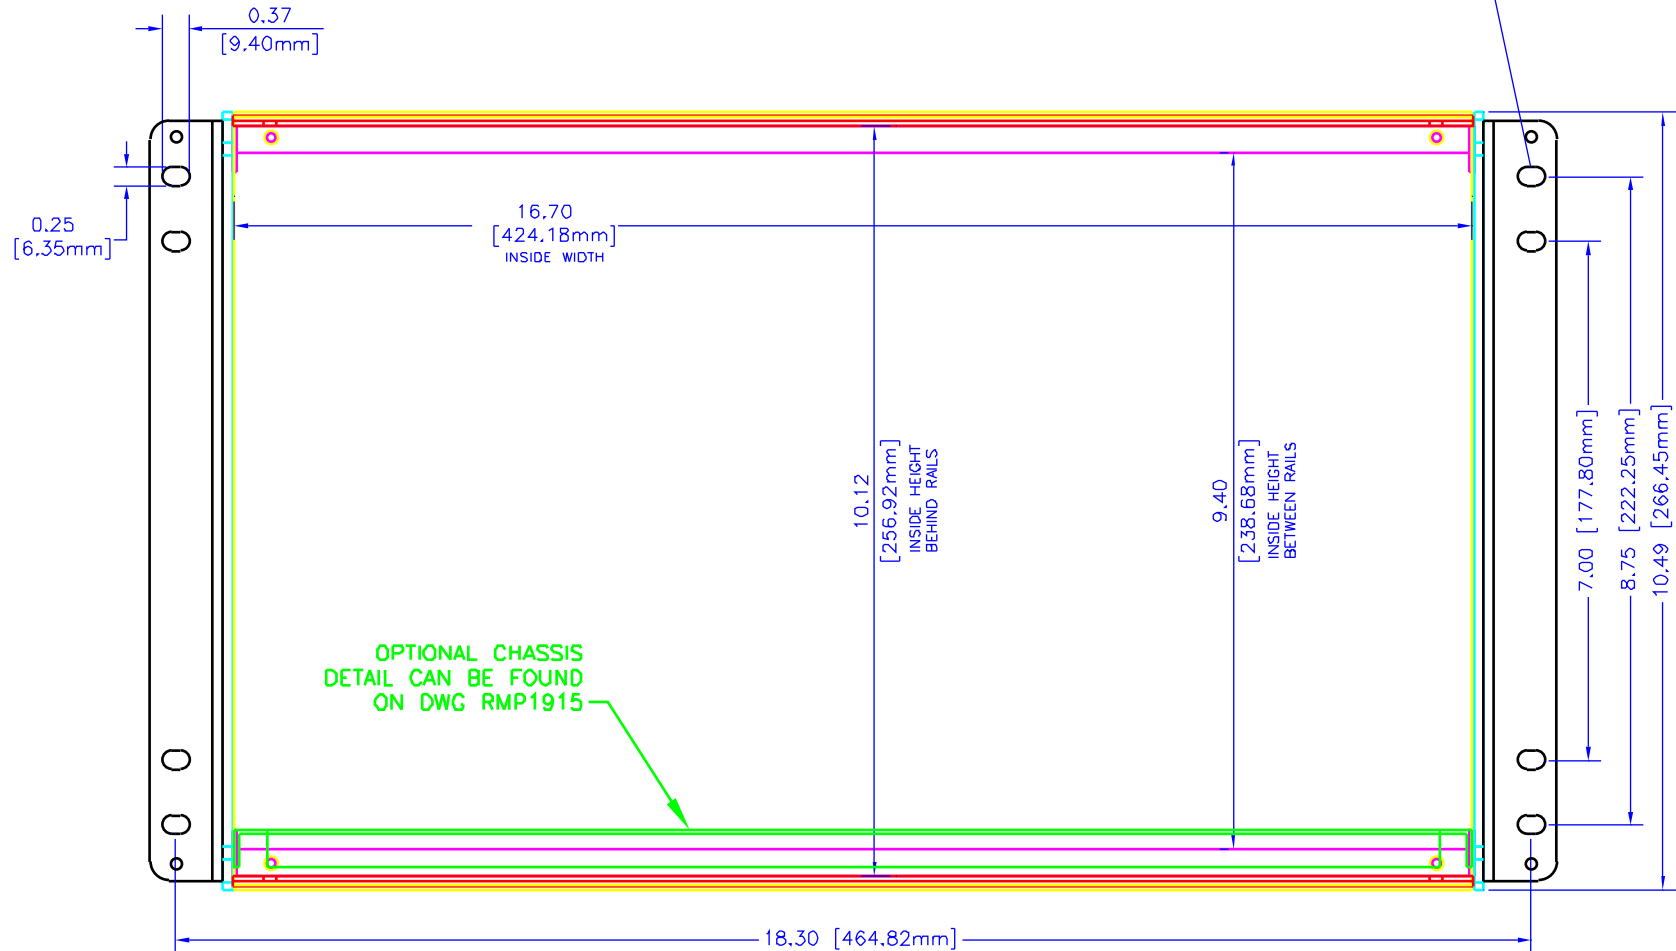 0.37
[9.40mm]
0.25
[6.35mm]
16.70
[424.18mm]
INSIDE WIDTH
10.12
[256.92mm]
INSIDE HEIGHT
BEHIND RAILS
9.40
[238.68mm]
INSIDE HEIGHT
BETWEEN RAILS
7.00 [177.80mm]
8.75 [222.25mm]
10.49 [266.45mm]
OPTIONAL CHASSIS
DETAIL CAN BE FOUND
ON DWG RMP1915
18.30 [464.82mm]